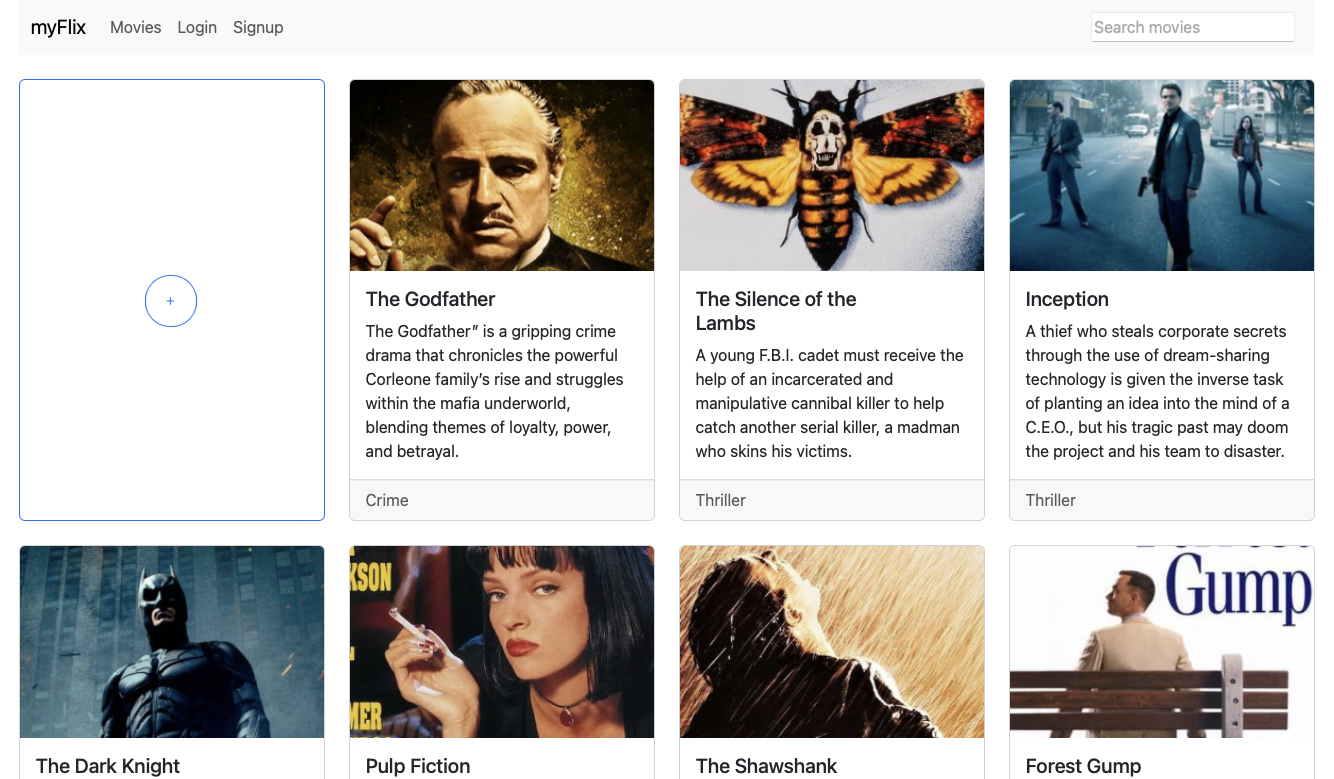 myFlix Movies Login Signup Search movies
+
The Godfather
The Godfather” is a gripping crime
drama that chronicles the powerful
Corleone family’s rise and struggles
within the mafia underworld,
blending themes of loyalty, power,
and betrayal.
Crime
The Silence of the
Lambs
A young F.B.I. cadet must receive the
help of an incarcerated and
manipulative cannibal killer to help
catch another serial killer, a madman
who skins his victims.
Thriller
Inception
A thief who steals corporate secrets
through the use of dream-sharing
technology is given the inverse task
of planting an idea into the mind of a
C.E.O., but his tragic past may doom
the project and his team to disaster.
Thriller
The Dark Knight
KSON
MER
Pulp Fiction
The Shawshank
Gump
Forest Gump